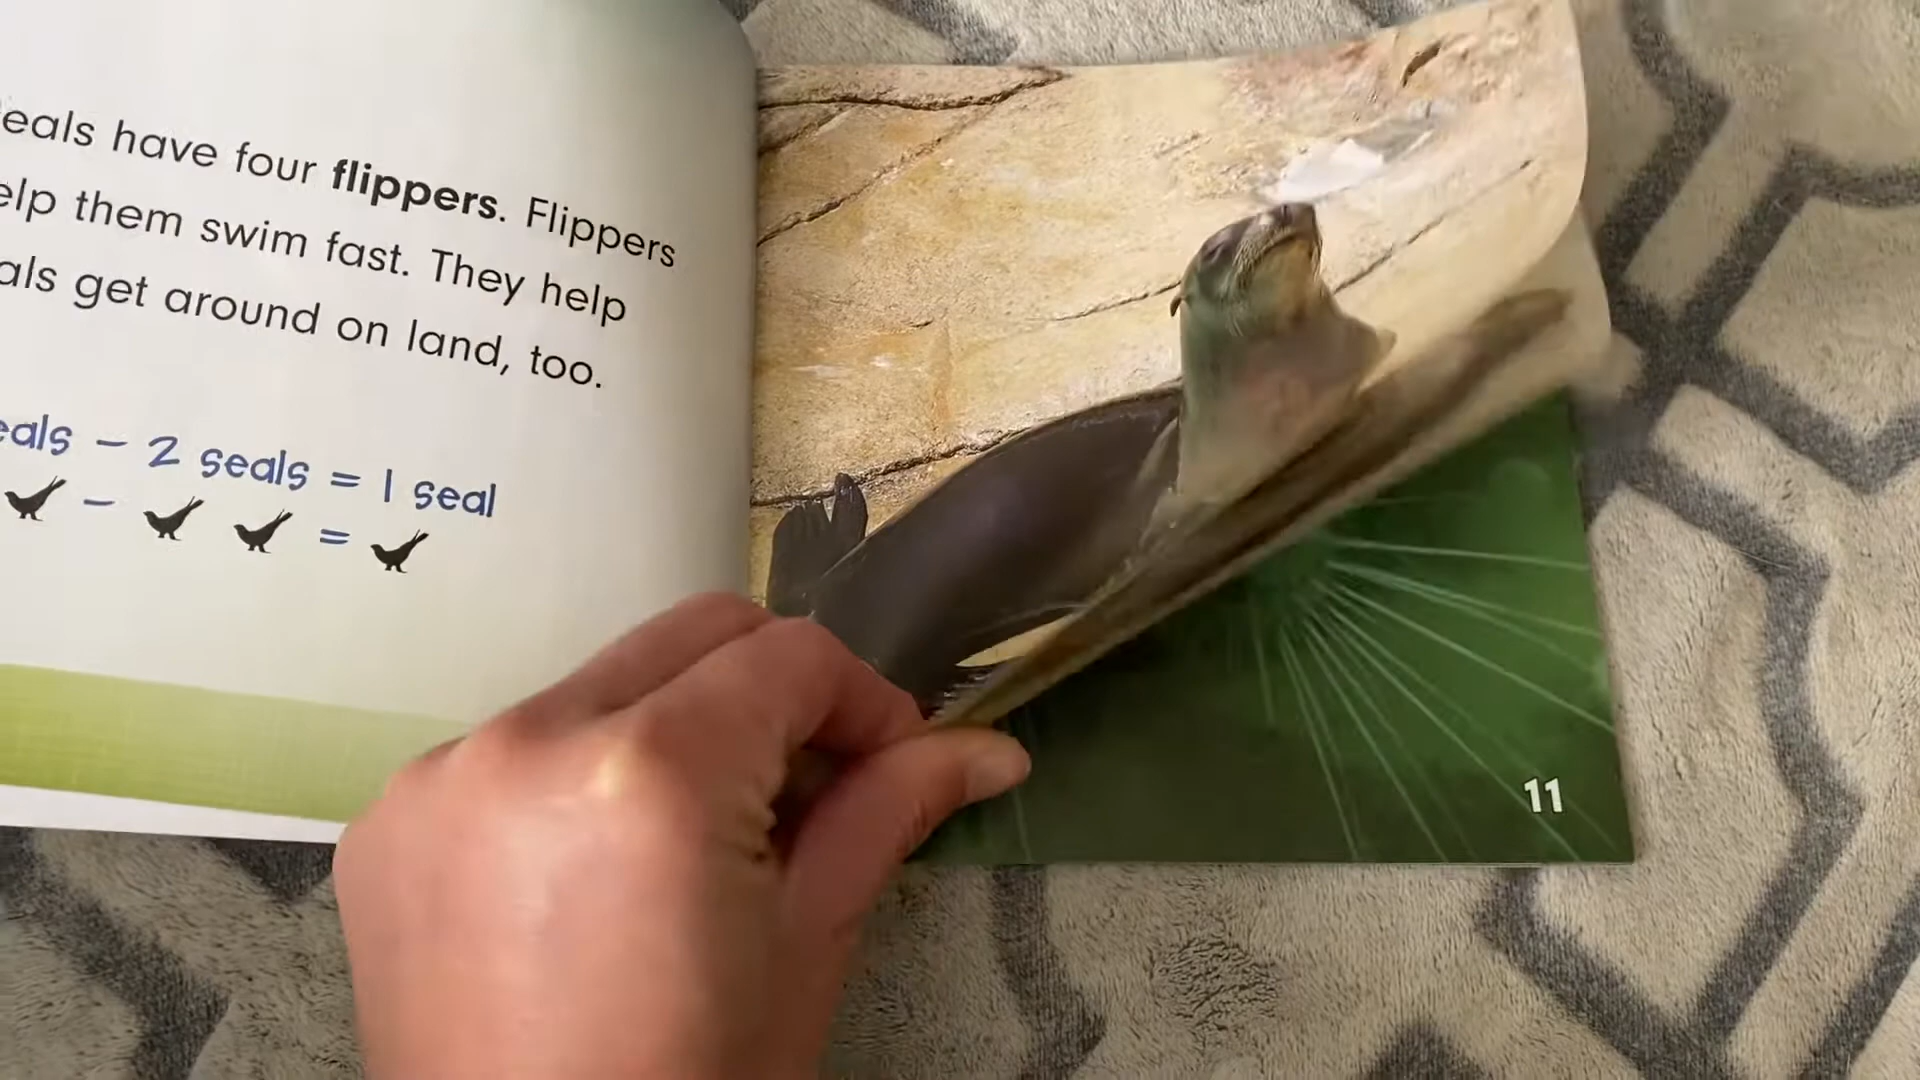 eals have four flippers. Flippers
elp them swim fast. They help
als get around on land, too.
eals – 2 seals = 1 seal
– =
11